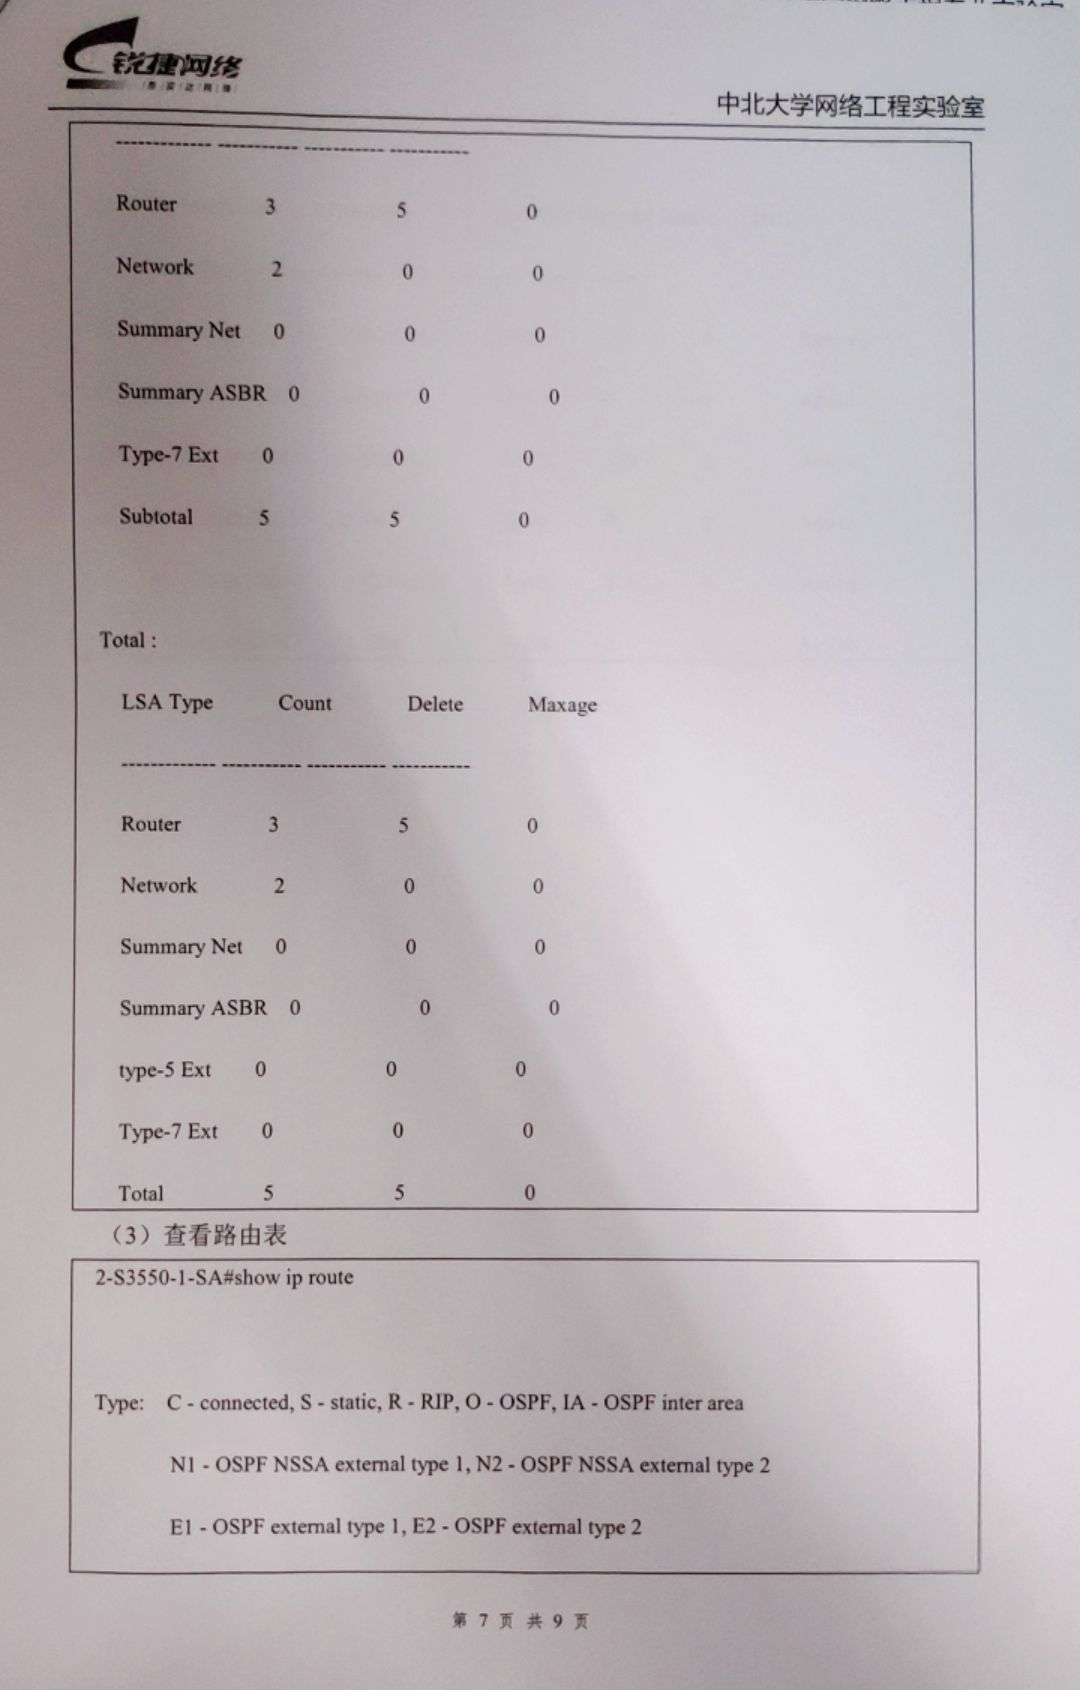 锐捷网络
中北大学网络工程实验室
------------- ----------- ----------- -----------
Router 3 5 0
Network 2 0 0
Summary Net 0 0 0
Summary ASBR 0 0 0
Type-7 Ext 0 0 0
Subtotal 5 5 0
Total :
LSA Type Count Delete Maxage
------------- ----------- ----------- -----------
Router 3 5 0
Network 2 0 0
Summary Net 0 0 0
Summary ASBR 0 0 0
type-5 Ext 0 0 0
Type-7 Ext 0 0 0
Total 5 5 0
（3）查看路由表
2-S3550-1-SA#show ip route
Type: C - connected, S - static, R - RIP, O - OSPF, IA - OSPF inter area
N1 - OSPF NSSA external type 1, N2 - OSPF NSSA external type 2
E1 - OSPF external type 1, E2 - OSPF external type 2
第 7 页 共 9 页